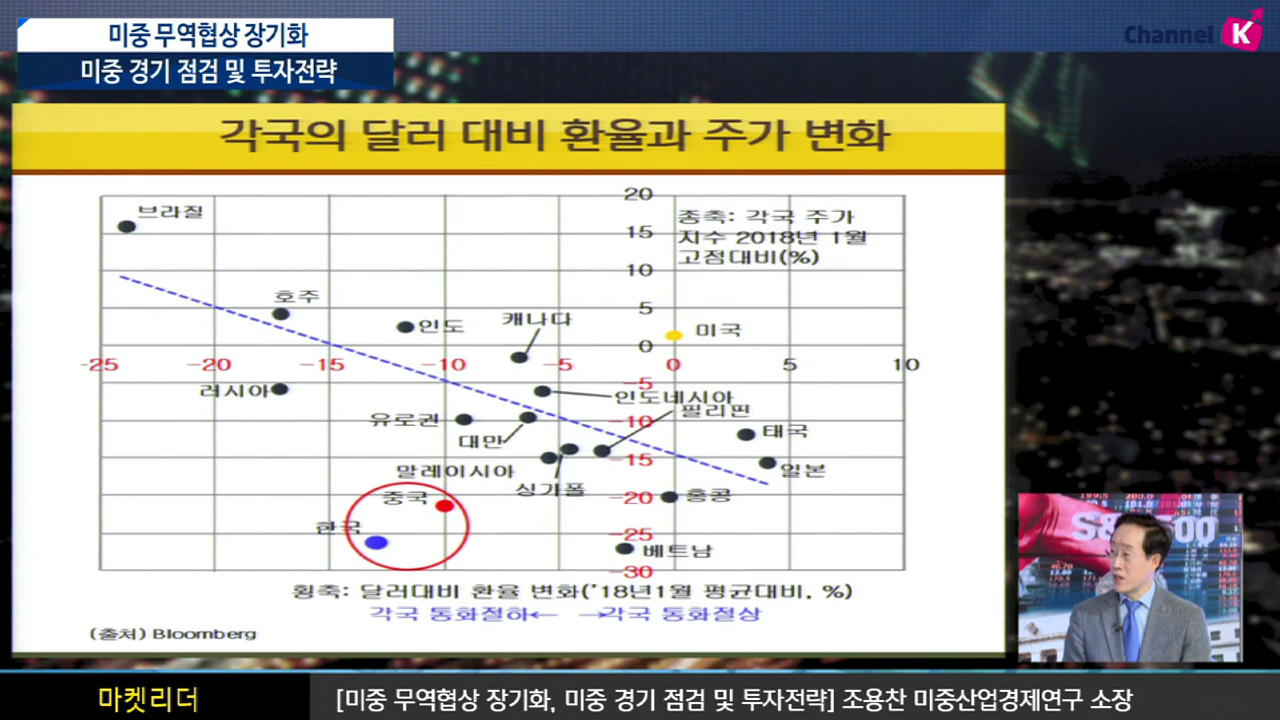 미중 무역협상 장기화
미중 경기 점검 및 투자전략
Channel K
각국의 달러 대비 환율과 주가 변화
20
브라질
종축: 각국 주가
지수 2018년 1월
고점대비(%)
15
10
호주
5
인도
캐나다
미국
0
-25
-20
-15
-10
-5
0
5
10
-5
러시아
인도네시아
필리핀
유로권
-10
대만
태국
말레이시아
-15
일본
싱가폴
중국
-20
홍콩
한국
-25
베트남
-30
횡축: 달러대비 환율 변화('18년1월 평균대비, %)
각국 통화절하← →각국 통화절상
(출처) Bloomberg
S&P500
마켓리더
[미중 무역협상 장기화, 미중 경기 점검 및 투자전략] 조용찬 미중산업경제연구 소장